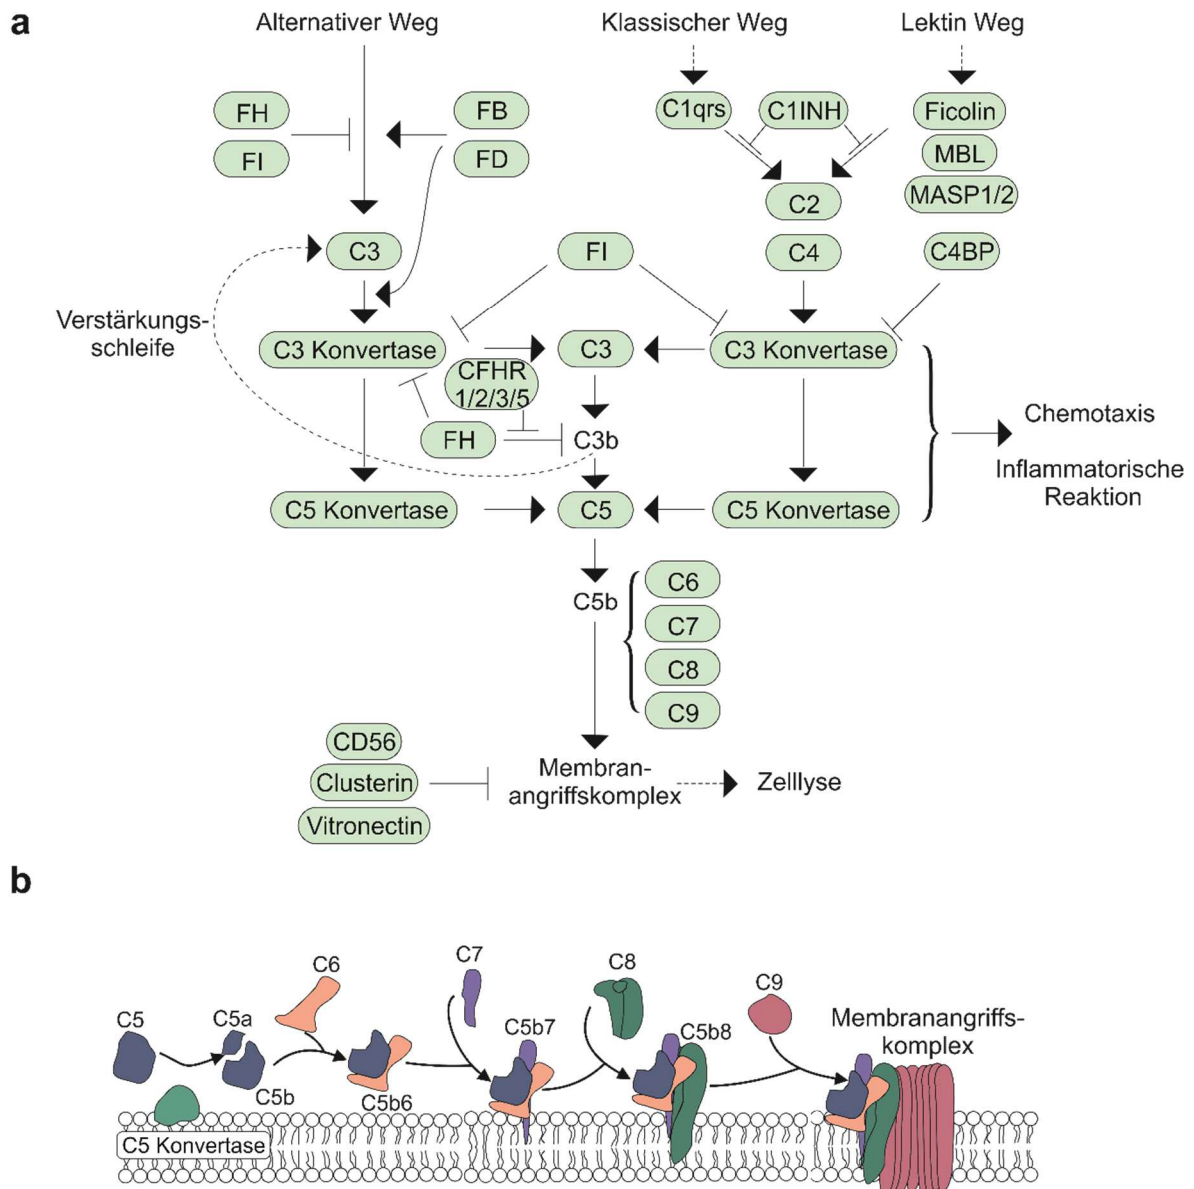 a
Alternativer Weg
Klassischer Weg
Lektin Weg
FH
FI
FB
FD
C1qrs
C1INH
Ficolin
MBL
MASP1/2
C2
C4
C4BP
C3
FI
Verstärkungs-
schleife
C3 Konvertase
C3
C3 Konvertase
CFHR
1/2/3/5
FH
C3b
Chemotaxis
Inflammatorische
Reaktion
C5 Konvertase
C5
C5 Konvertase
C5b
C6
C7
C8
C9
CD56
Clusterin
Vitronectin
Membran-
angriffskomplex
Zelllyse
b
C5
C5a
C5b
C6
C5b6
C7
C5b7
C8
C5b8
C9
Membranangriffs-
komplex
C5 Konvertase